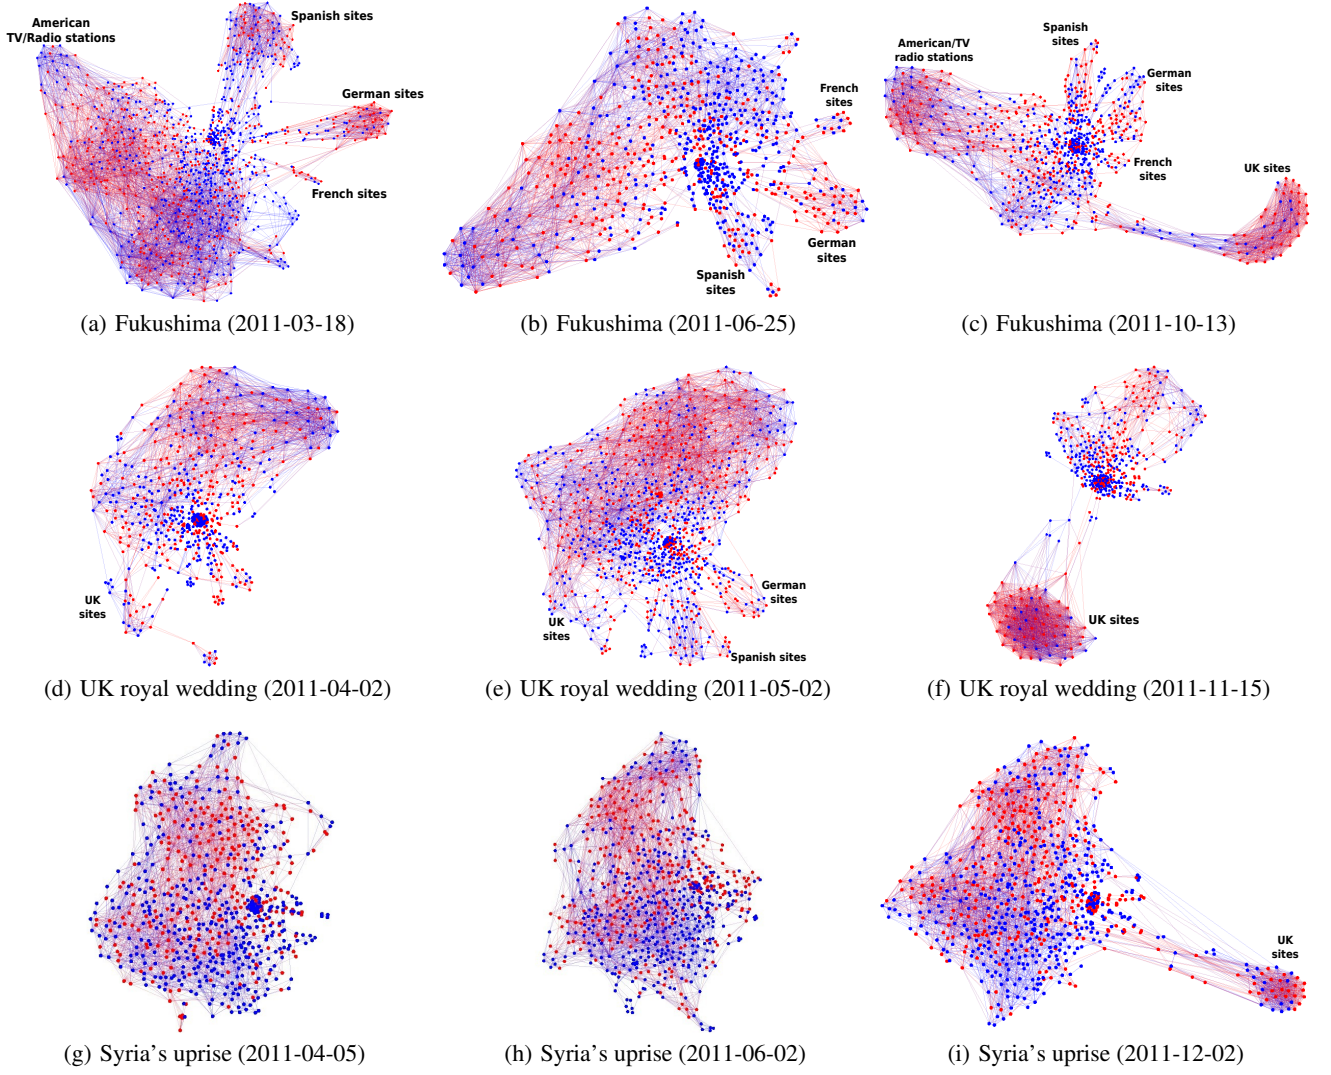 American
TV/Radio stations
Spanish sites
German sites
French sites
(a) Fukushima (2011-03-18)
French
sites
German
sites
Spanish
sites
(b) Fukushima (2011-06-25)
American/TV
radio stations
Spanish
sites
German
sites
French
sites
UK sites
(c) Fukushima (2011-10-13)
UK
sites
(d) UK royal wedding (2011-04-02)
UK
sites
German
sites
Spanish sites
(e) UK royal wedding (2011-05-02)
UK sites
(f) UK royal wedding (2011-11-15)
(g) Syria's uprise (2011-04-05)
(h) Syria's uprise (2011-06-02)
UK
sites
(i) Syria's uprise (2011-12-02)